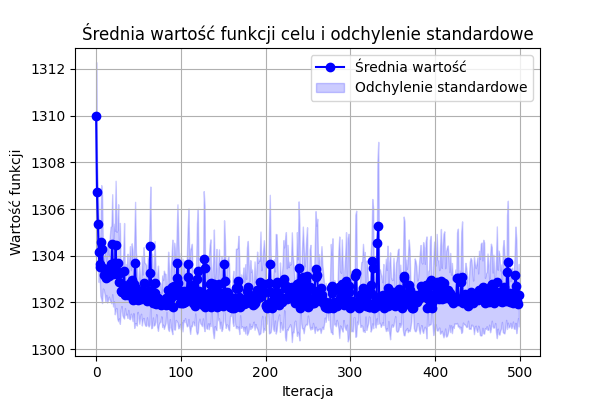 Średnia wartość funkcji celu i odchylenie standardowe
Średnia wartość
Odchylenie standardowe
Wartość funkcji
1312
1310
1308
1306
1304
1302
1300
0 100 200 300 400 500
Iteracja